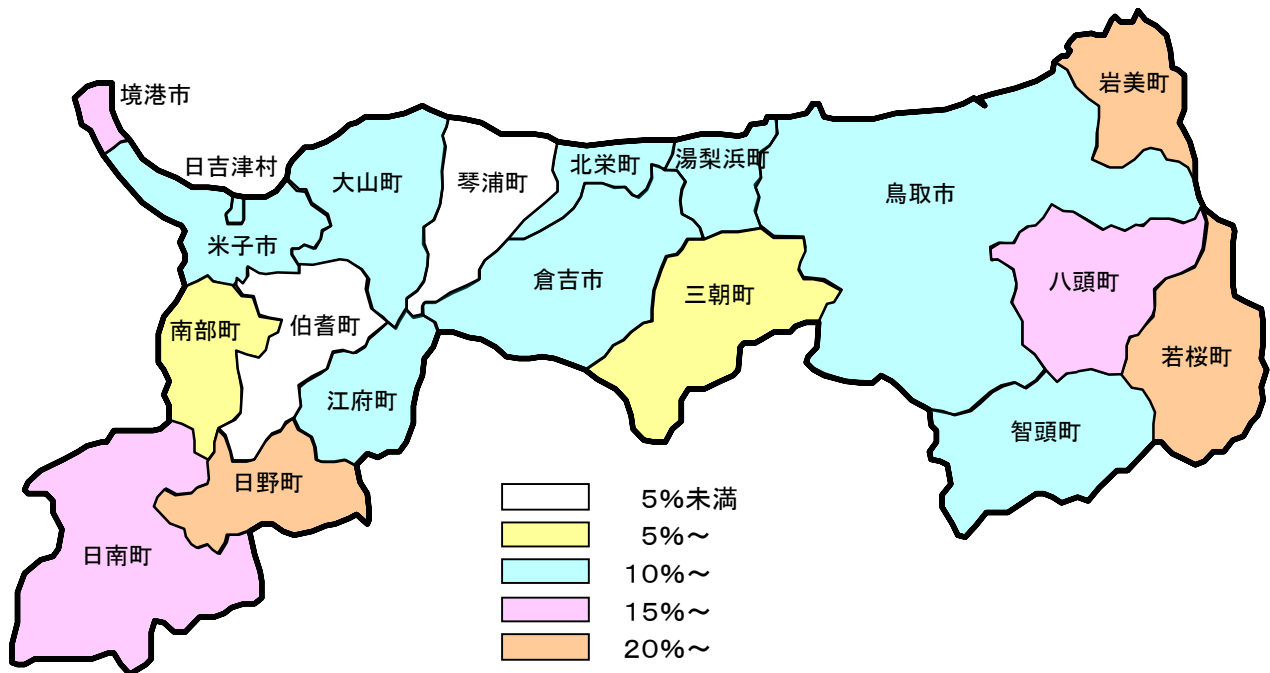 岩美町
境港市
日吉津村
大山町
琴浦町
北栄町
湯梨浜町
鳥取市
米子市
倉吉市
三朝町
八頭町
南部町
伯耆町
若桜町
江府町
智頭町
日野町
日南町
5%未満
5%～
10%～
15%～
20%～